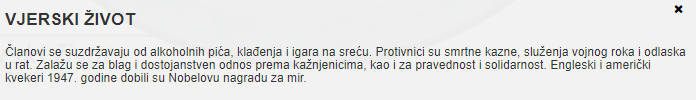 VJERSKI ŽIVOT
Članovi se suzdržavaju od alkoholnih pića, klađenja i igara na sreću. Protivnici su smrtne kazne, služenja vojnog roka i odlaska
u rat. Zalažu se za blag i dostojanstven odnos prema kažnjenicima, kao i za pravednost i solidarnost. Engleski i američki
kvekeri 1947. godine dobili su Nobelovu nagradu za mir.